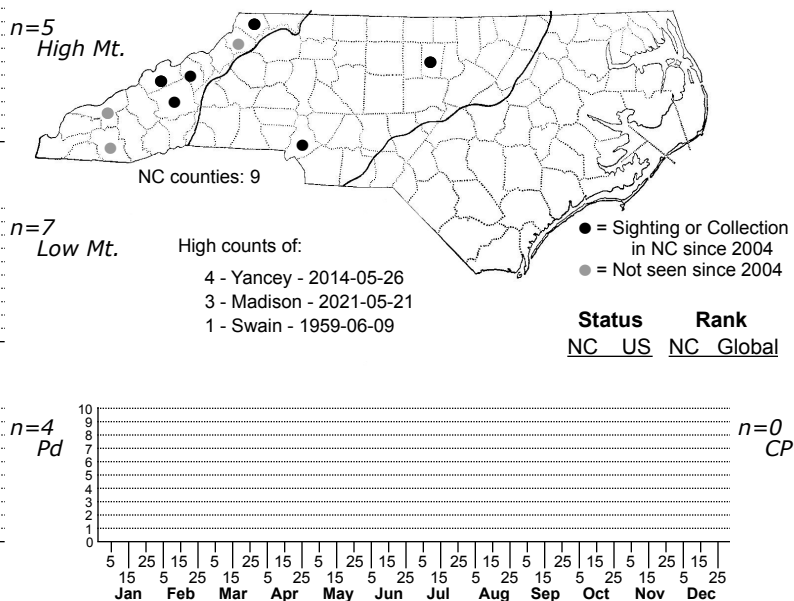 n=5
High Mt.
NC counties: 9
n=7
Low Mt.
High counts of:
4 - Yancey - 2014-05-26
3 - Madison - 2021-05-21
1 - Swain - 1959-06-09
● = Sighting or Collection
in NC since 2004
● = Not seen since 2004
Status Rank
NC US NC Global
n=4
Pd
10
9
8
7
6
5
4
3
2
1
0
n=0
CP
5 25 15 5 25 15 5 25 15 5 25 15 5 25 15 5 25 15
15 5 25 15 5 25 15 5 25 15 5 25 15 5 25 15 5 25
Jan Feb Mar Apr May Jun Jul Aug Sep Oct Nov Dec